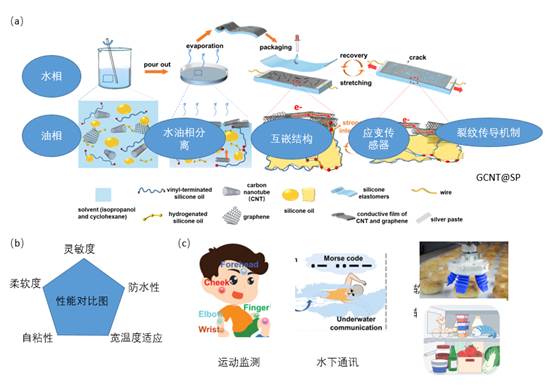 (a)
evaporation
packaging
recovery
crack
水相
pour out
stretching
e-
e-
油相
水油相分离
互嵌结构
应变传感器
裂纹传导机制
GCNT@SP
vinyl-terminated silicone oil
carbon nanotube (CNT)
silicone elastomers
wire
solvent (isopropanol and cyclohexane)
hydrogenated silicone oil
graphene
silicone oil
conductive film of CNT and graphene
silver paste
(b)
灵敏度
柔软度
防水性
性能对比图
自粘性
宽温度适应
(c)
Forehead
Cheek
Finger
Elbow
Wrist
运动监测
Morse code
Underwater communication
水下通讯